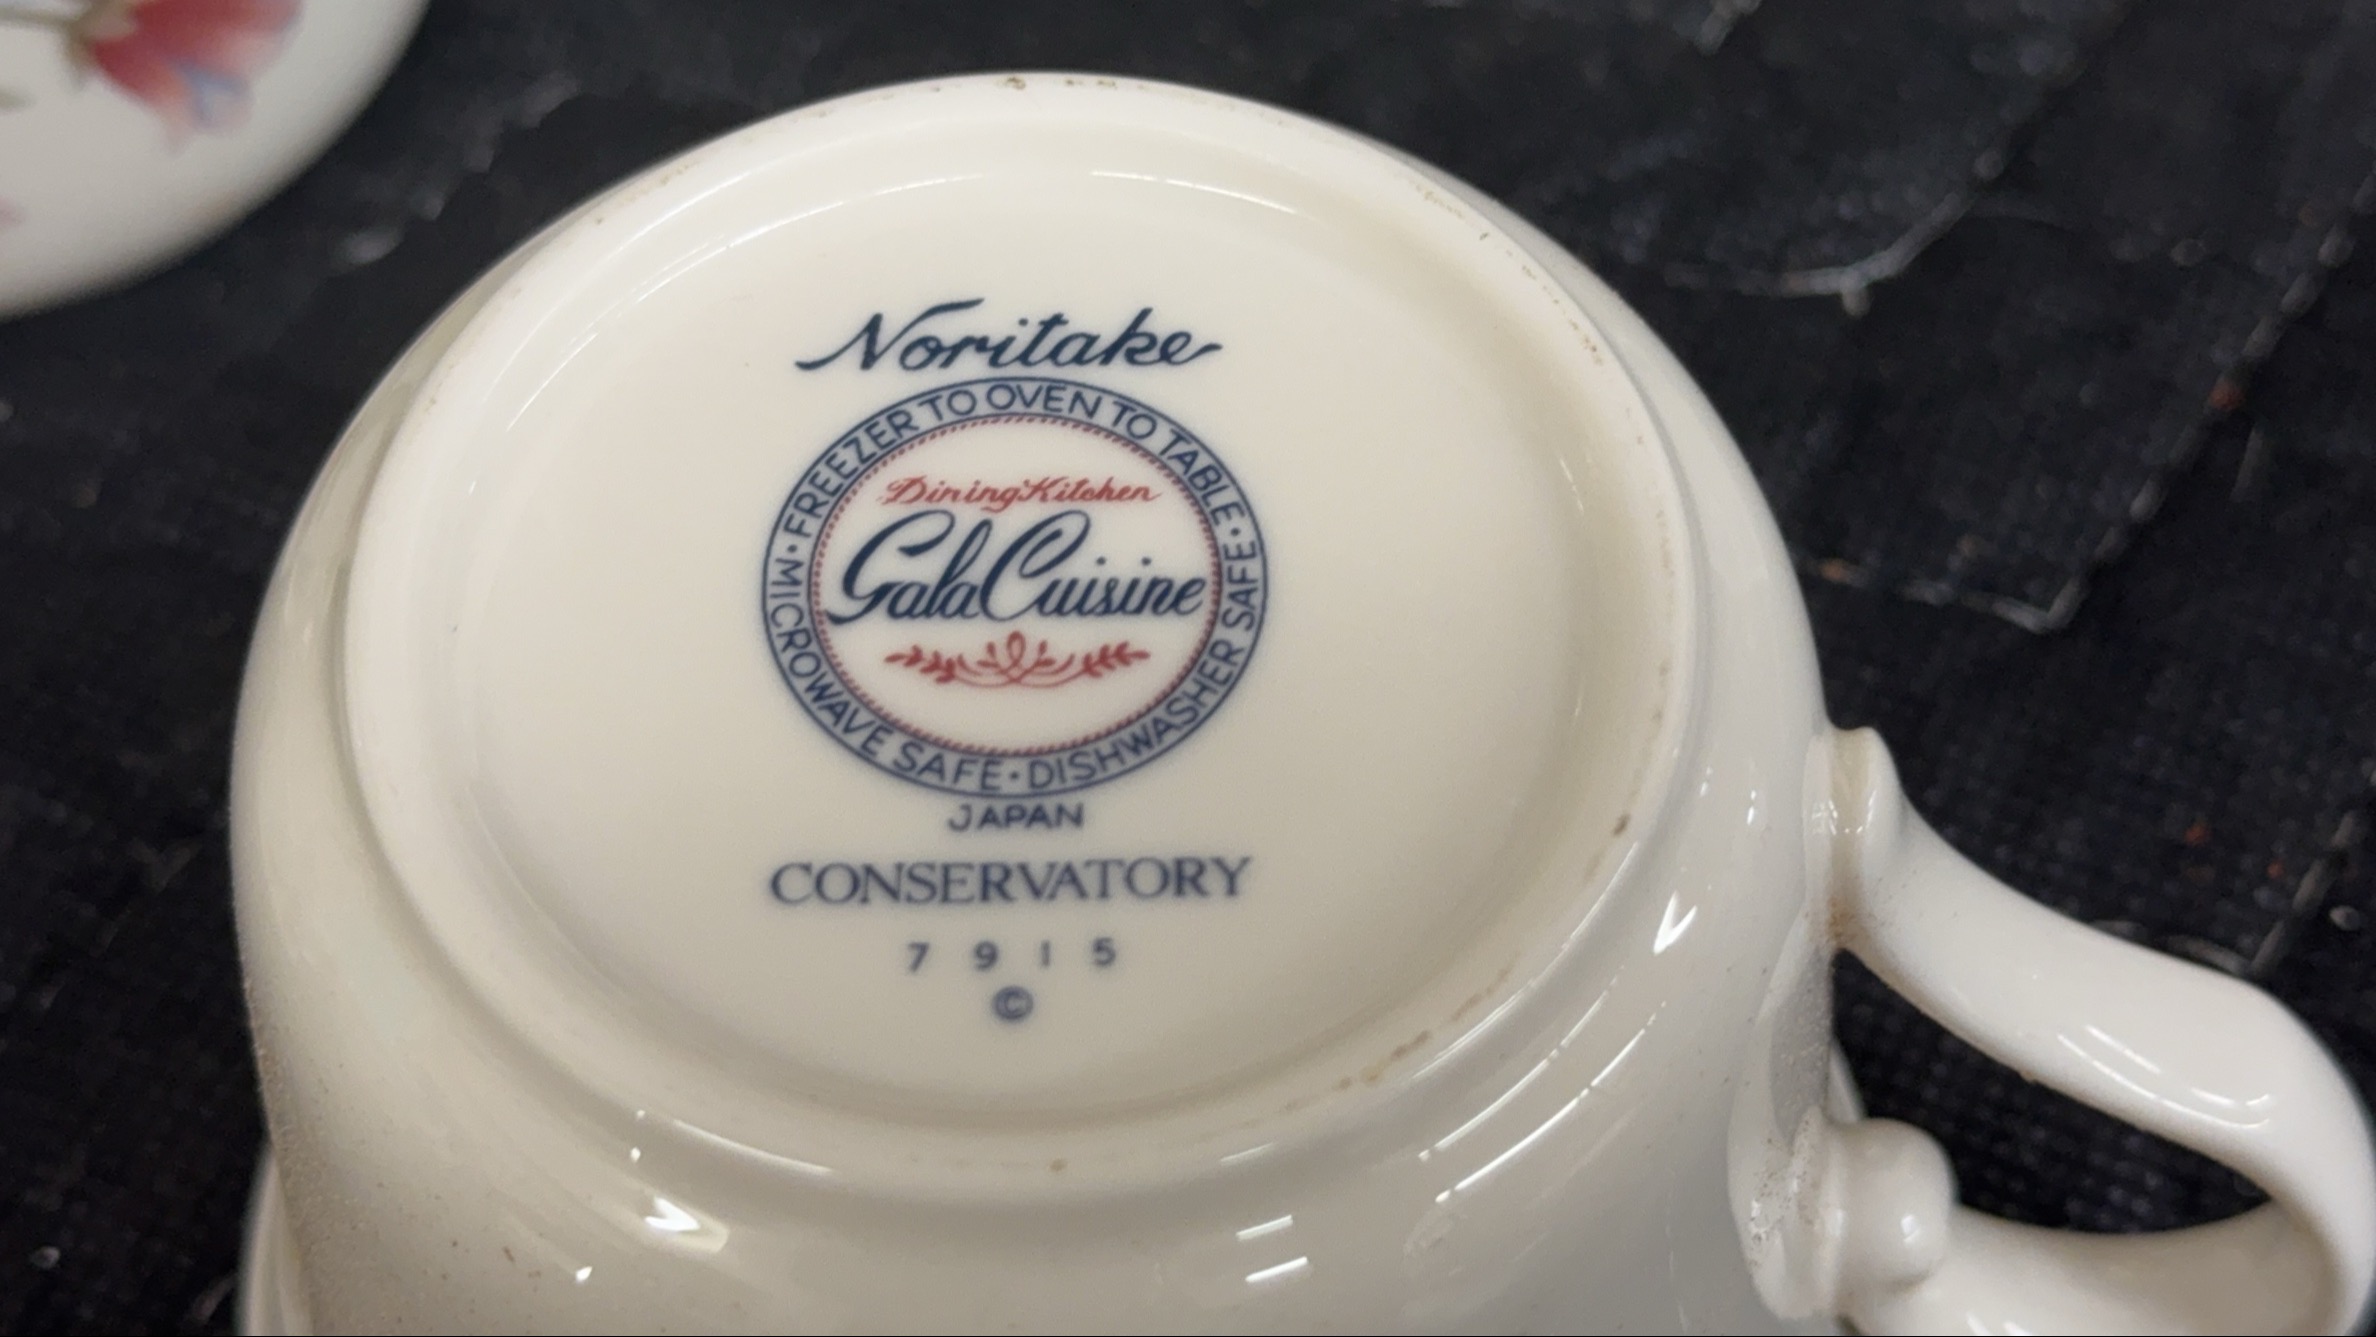 Noritake
FREEZER TO OVEN TO TABLE · DISHWASHER SAFE · MICROWAVE SAFE ·
Dining Kitchen
Gala Cuisine
JAPAN
CONSERVATORY
7915
©